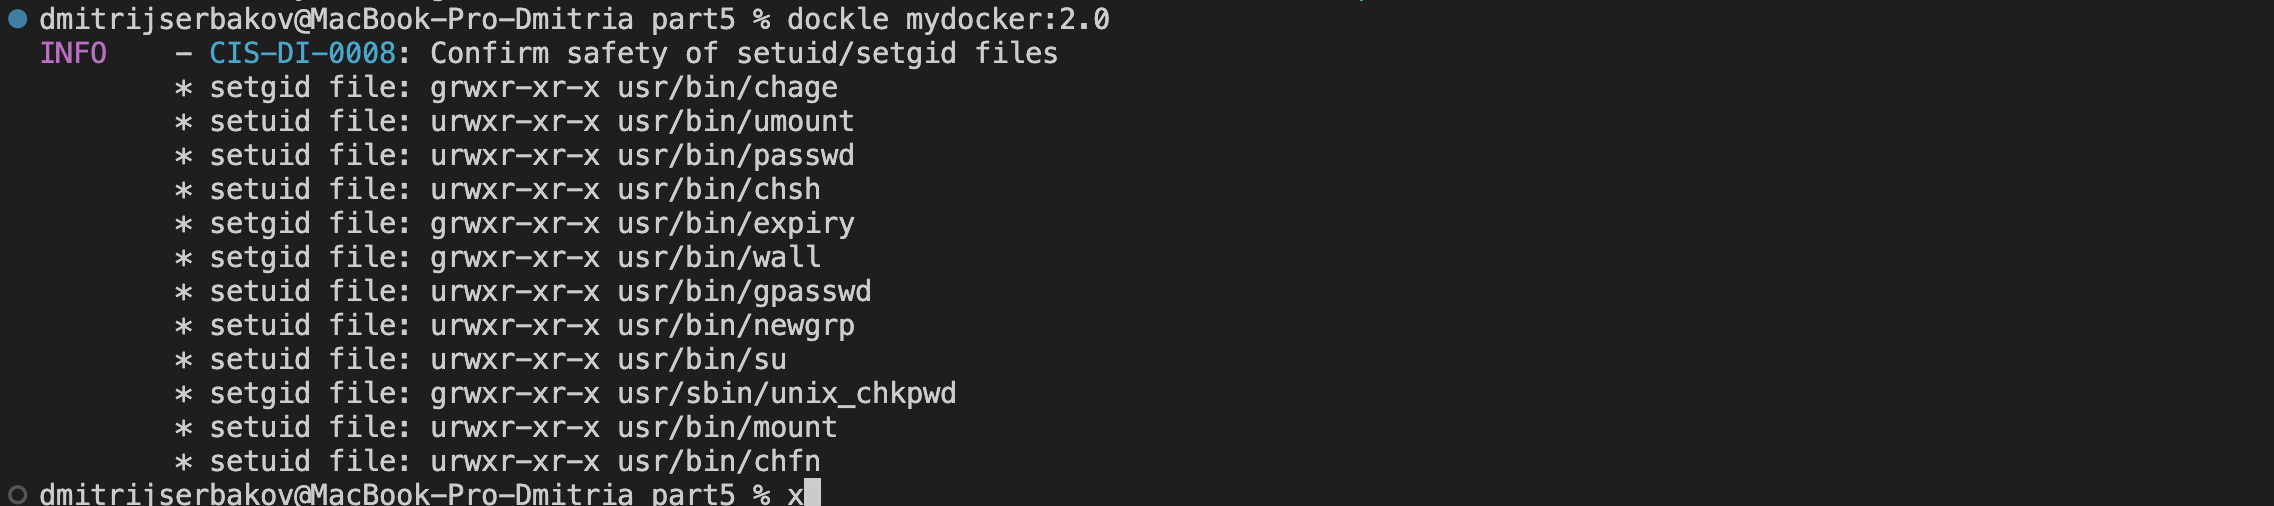 dmitrijserbakov@MacBook-Pro-Dmitria part5 % dockle mydocker:2.0
INFO    - CIS-DI-0008: Confirm safety of setuid/setgid files
        * setgid file: grwxr-xr-x usr/bin/chage
        * setuid file: urwxr-xr-x usr/bin/umount
        * setuid file: urwxr-xr-x usr/bin/passwd
        * setuid file: urwxr-xr-x usr/bin/chsh
        * setgid file: grwxr-xr-x usr/bin/expiry
        * setgid file: grwxr-xr-x usr/bin/wall
        * setuid file: urwxr-xr-x usr/bin/gpasswd
        * setuid file: urwxr-xr-x usr/bin/newgrp
        * setuid file: urwxr-xr-x usr/bin/su
        * setgid file: grwxr-xr-x usr/sbin/unix_chkpwd
        * setuid file: urwxr-xr-x usr/bin/mount
        * setuid file: urwxr-xr-x usr/bin/chfn
dmitrijserbakov@MacBook-Pro-Dmitria part5 % x